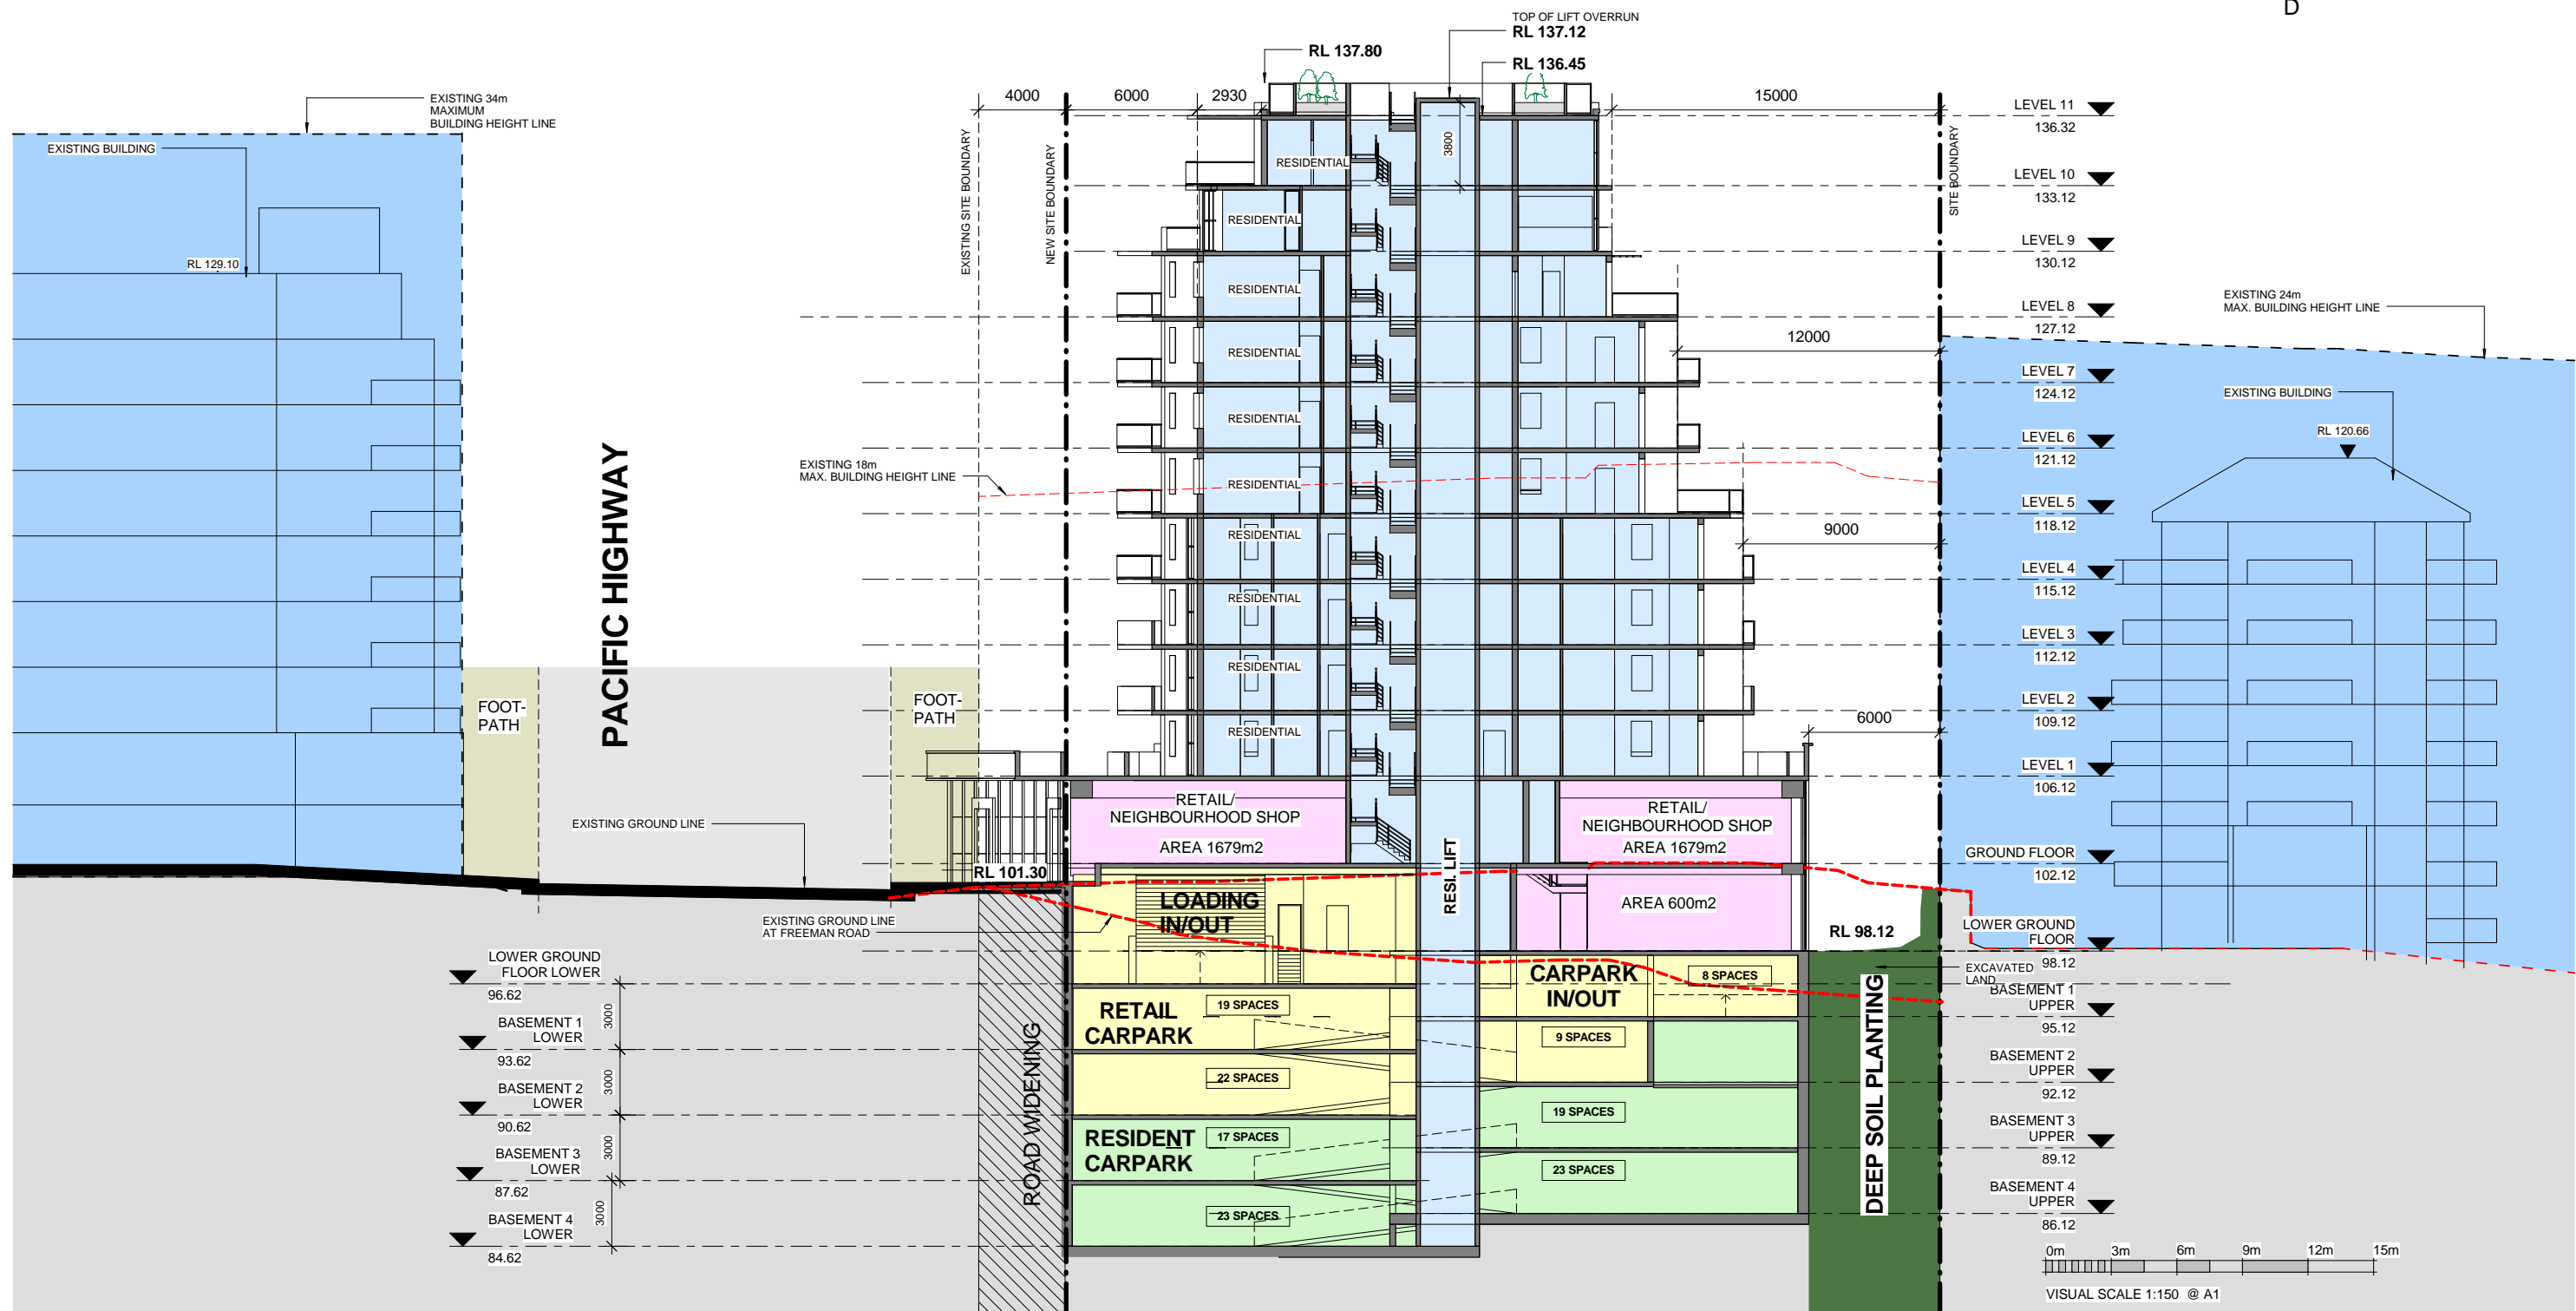 D
TOP OF LIFT OVERRUN
RL 137.12
RL 137.80
RL 136.45
EXISTING 34m
MAXIMUM
BUILDING HEIGHT LINE
4000
6000
2930
15000
EXISTING BUILDING
RL 129.10
EXISTING SITE BOUNDARY
NEW SITE BOUNDARY
SITE BOUNDARY
3800
RESIDENTIAL
RESIDENTIAL
RESIDENTIAL
RESIDENTIAL
RESIDENTIAL
RESIDENTIAL
RESIDENTIAL
RESIDENTIAL
RESIDENTIAL
RESIDENTIAL
LEVEL 11
136.32
LEVEL 10
133.12
LEVEL 9
130.12
LEVEL 8
127.12
LEVEL 7
124.12
LEVEL 6
121.12
LEVEL 5
118.12
LEVEL 4
115.12
LEVEL 3
112.12
LEVEL 2
109.12
LEVEL 1
106.12
GROUND FLOOR
102.12
LOWER GROUND
FLOOR
98.12
EXISTING 24m
MAX. BUILDING HEIGHT LINE
12000
EXISTING BUILDING
RL 120.66
EXISTING 18m
MAX. BUILDING HEIGHT LINE
9000
6000
PACIFIC HIGHWAY
FOOT-
PATH
FOOT-
PATH
EXISTING GROUND LINE
RETAIL/
NEIGHBOURHOOD SHOP
AREA 1679m2
RETAIL/
NEIGHBOURHOOD SHOP
AREA 1679m2
RL 101.30
RESI. LIFT
LOADING
IN/OUT
AREA 600m2
EXISTING GROUND LINE
AT FREEMAN ROAD
RL 98.12
EXCAVATED
LAND
LOWER GROUND
FLOOR LOWER
96.62
BASEMENT 1
LOWER
93.62
BASEMENT 2
LOWER
90.62
BASEMENT 3
LOWER
87.62
BASEMENT 4
LOWER
84.62
3000
3000
3000
3000
ROAD WIDENING
RETAIL
CARPARK
19 SPACES
22 SPACES
RESIDENT
CARPARK
17 SPACES
23 SPACES
CARPARK
IN/OUT
8 SPACES
9 SPACES
19 SPACES
23 SPACES
DEEP SOIL PLANTING
BASEMENT 1
UPPER
95.12
BASEMENT 2
UPPER
92.12
BASEMENT 3
UPPER
89.12
BASEMENT 4
UPPER
86.12
0m 3m 6m 9m 12m 15m
VISUAL SCALE 1:150 @ A1